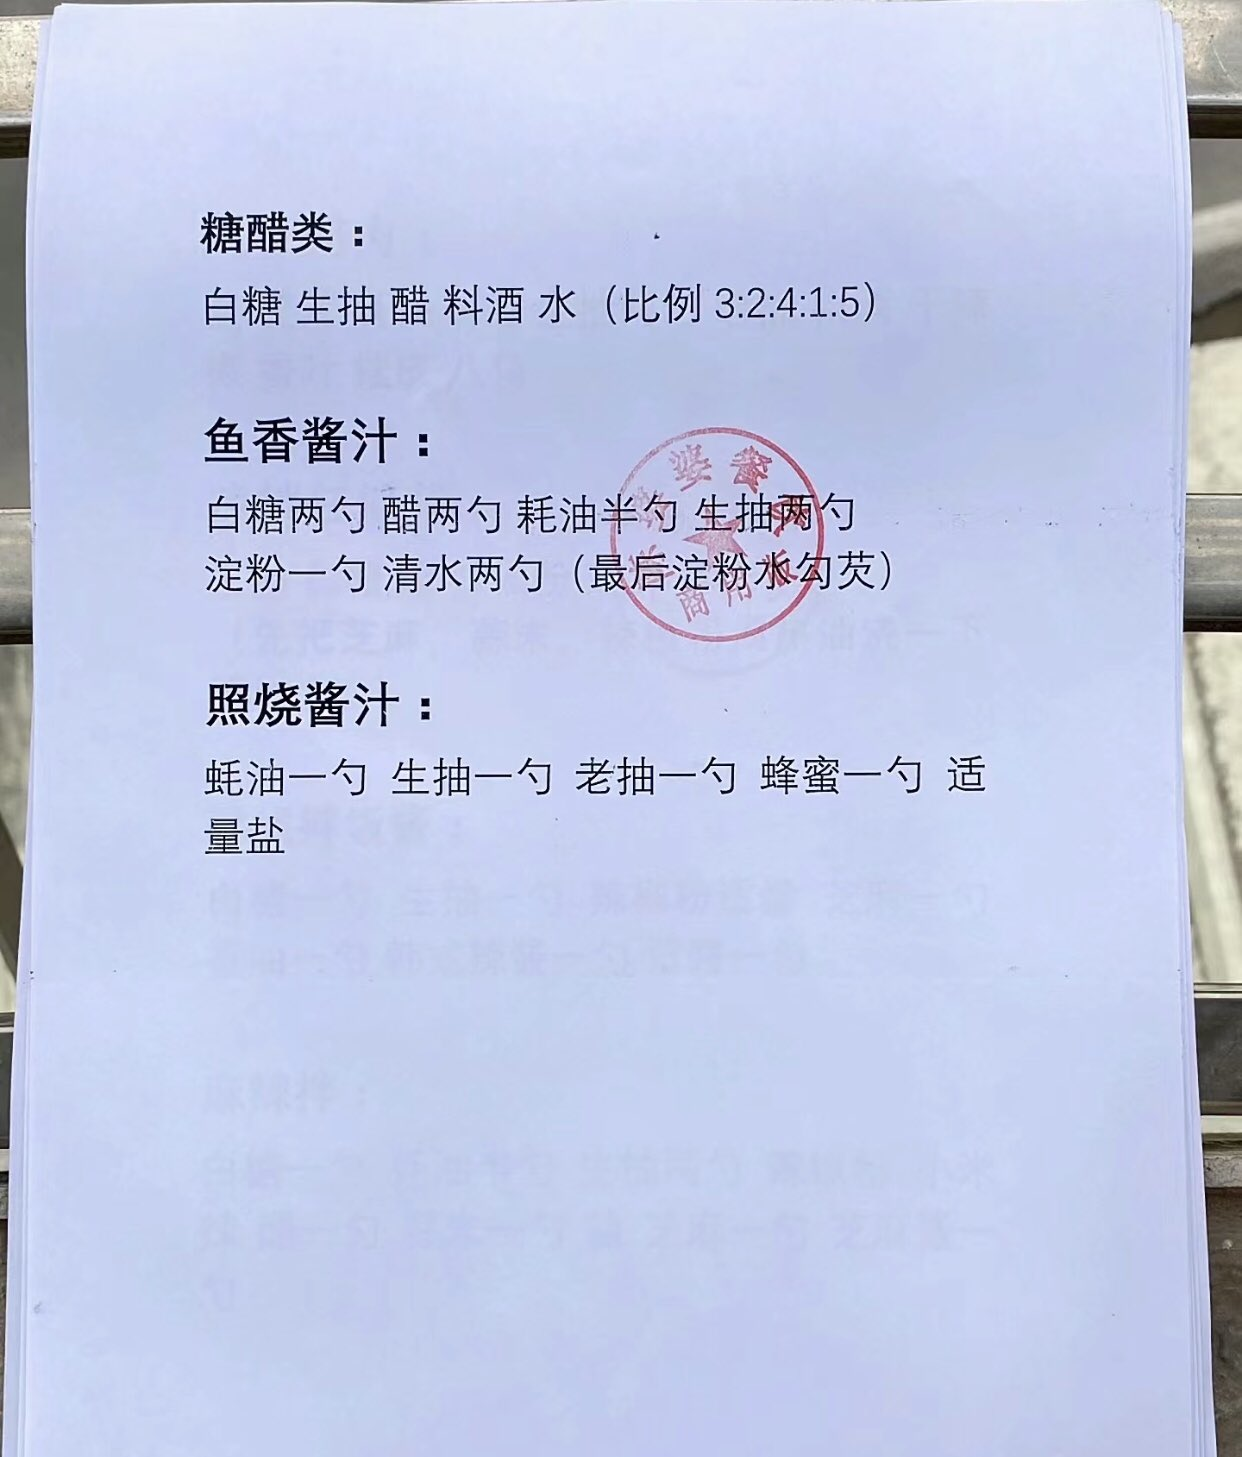 糖醋类：
白糖 生抽 醋 料酒 水（比例 3:2:4:1:5）
鱼香酱汁：
白糖两勺 醋两勺 耗油半勺 生抽两勺
淀粉一勺 清水两勺（最后淀粉水勾芡）
照烧酱汁：
蚝油一勺 生抽一勺 老抽一勺 蜂蜜一勺 适
量盐
商用版